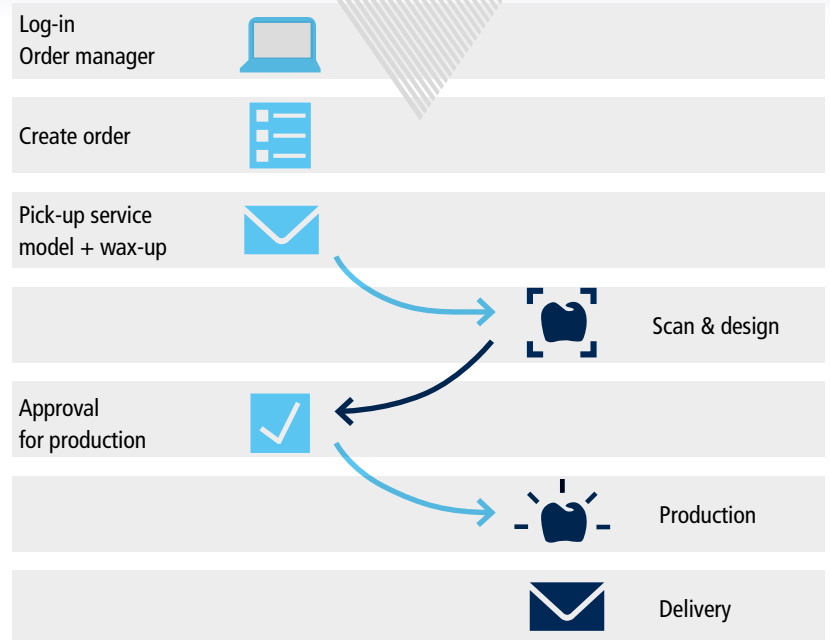 Log-in
Order manager
Create order
Pick-up service
model + wax-up
Scan & design
Approval
for production
Production
Delivery